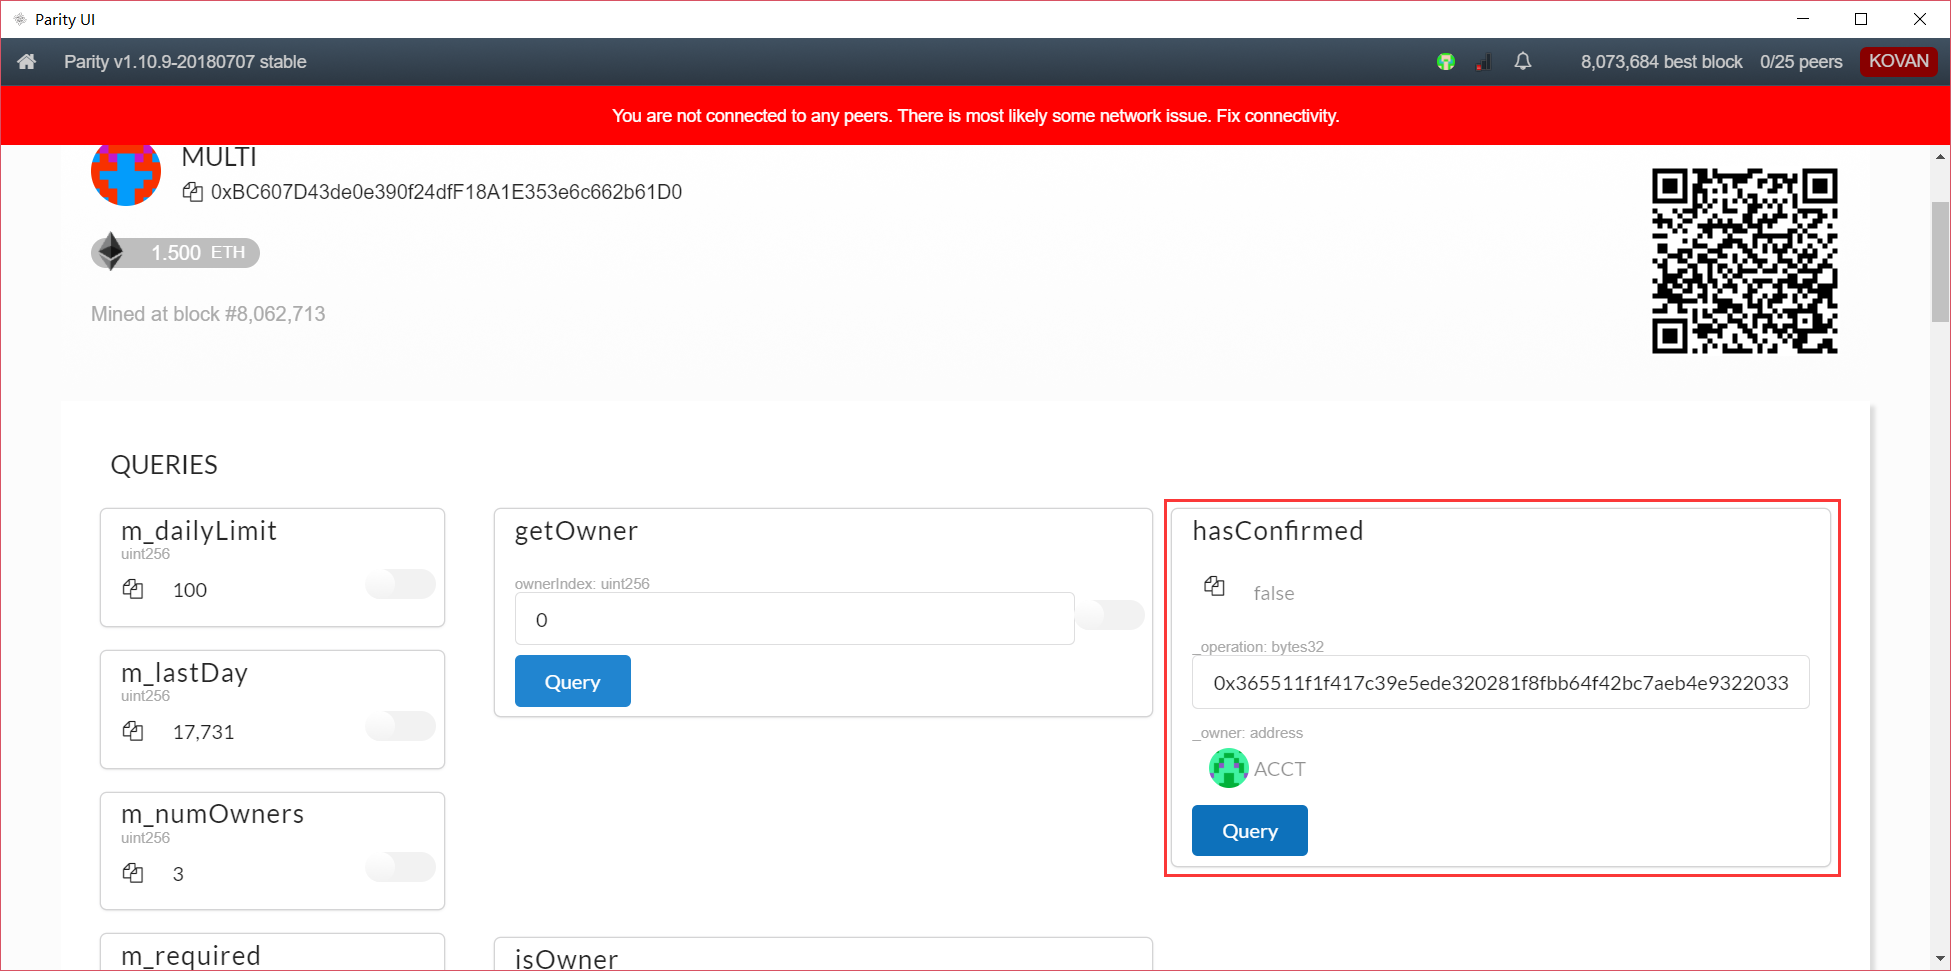 Parity UI
Parity v1.10.9-20180707 stable
8,073,684 best block 0/25 peers KOVAN
You are not connected to any peers. There is most likely some network issue. Fix connectivity.
MULTI
0xBC607D43de0e390f24dfF18A1E353e6c662b61D0
1.500 ETH
Mined at block #8,062,713
QUERIES
m_dailyLimit
uint256
100
m_lastDay
uint256
17,731
m_numOwners
uint256
3
m_required
getOwner
ownerIndex: uint256
0
Query
isOwner
hasConfirmed
false
_operation: bytes32
0x365511f1f417c39e5ede320281f8fbb64f42bc7aeb4e9322033
_owner: address
ACCT
Query